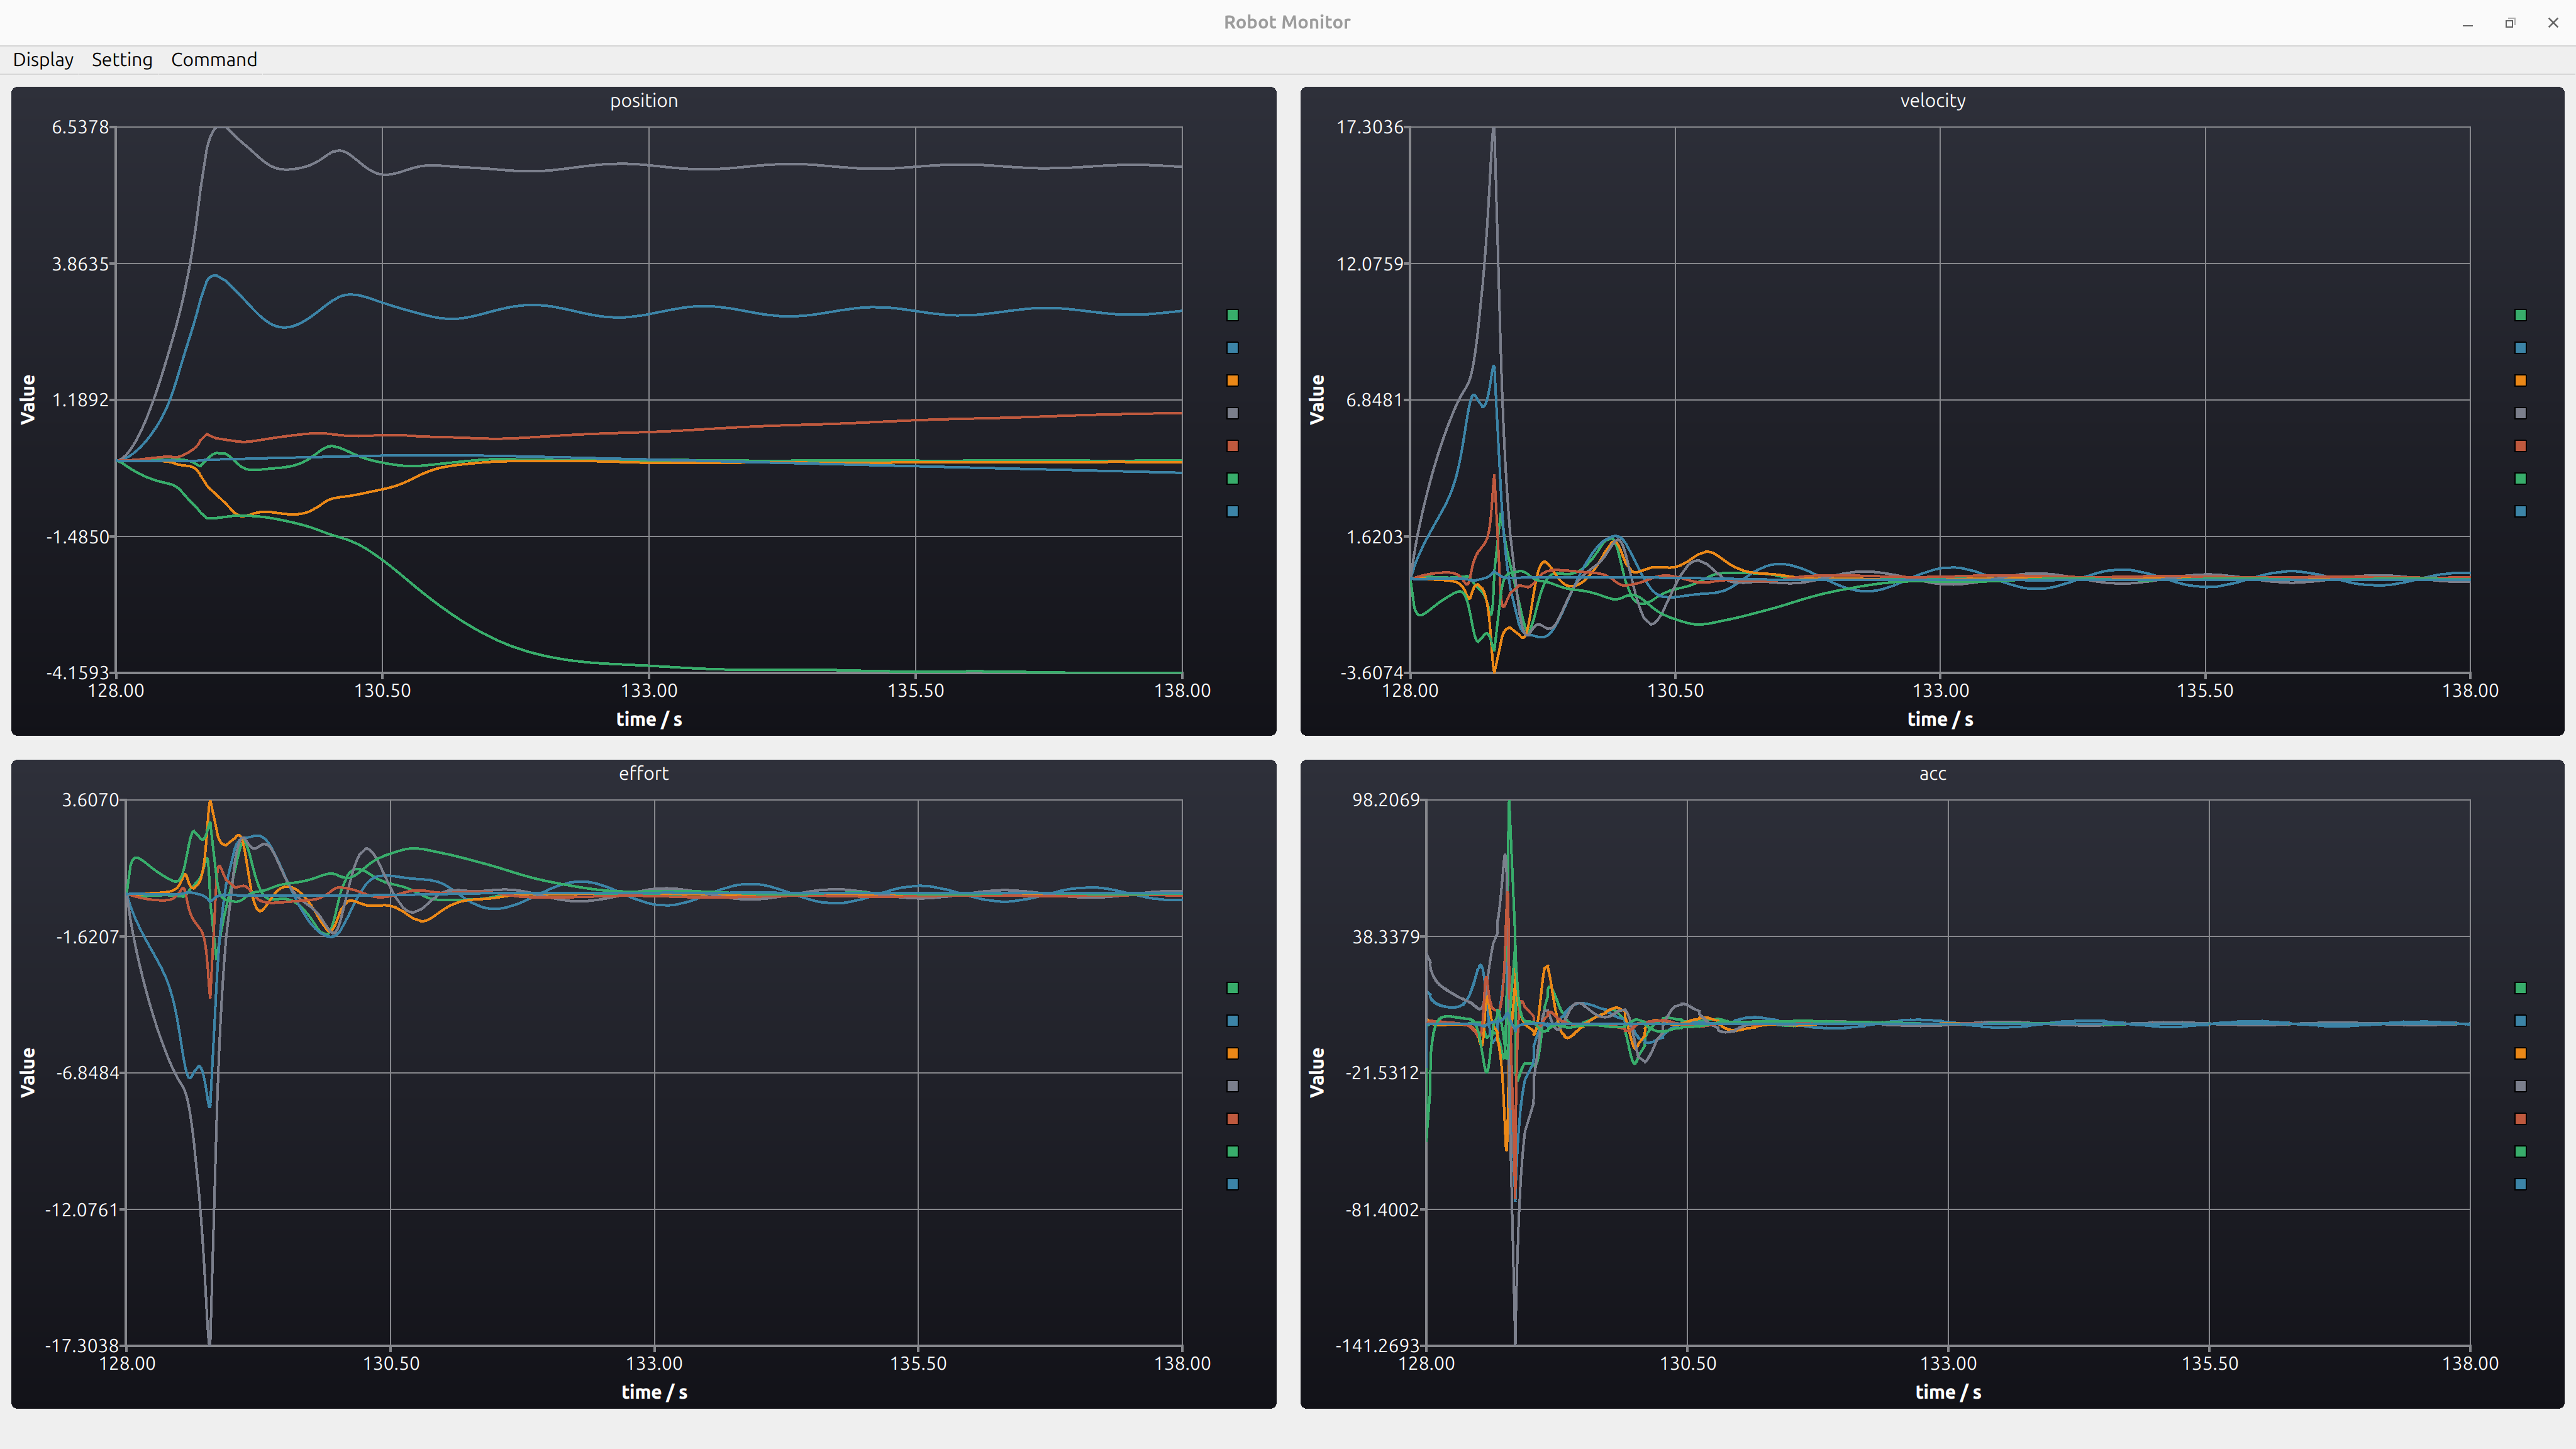 Robot Monitor
Display Setting Command
position
6.5378
3.8635
1.1892
-1.4850
-4.1593
Value
128.00 130.50 133.00 135.50 138.00
time / s
velocity
17.3036
12.0759
6.8481
1.6203
-3.6074
Value
128.00 130.50 133.00 135.50 138.00
time / s
effort
3.6070
-1.6207
-6.8484
-12.0761
-17.3038
Value
128.00 130.50 133.00 135.50 138.00
time / s
acc
98.2069
38.3379
-21.5312
-81.4002
-141.2693
Value
128.00 130.50 133.00 135.50 138.00
time / s